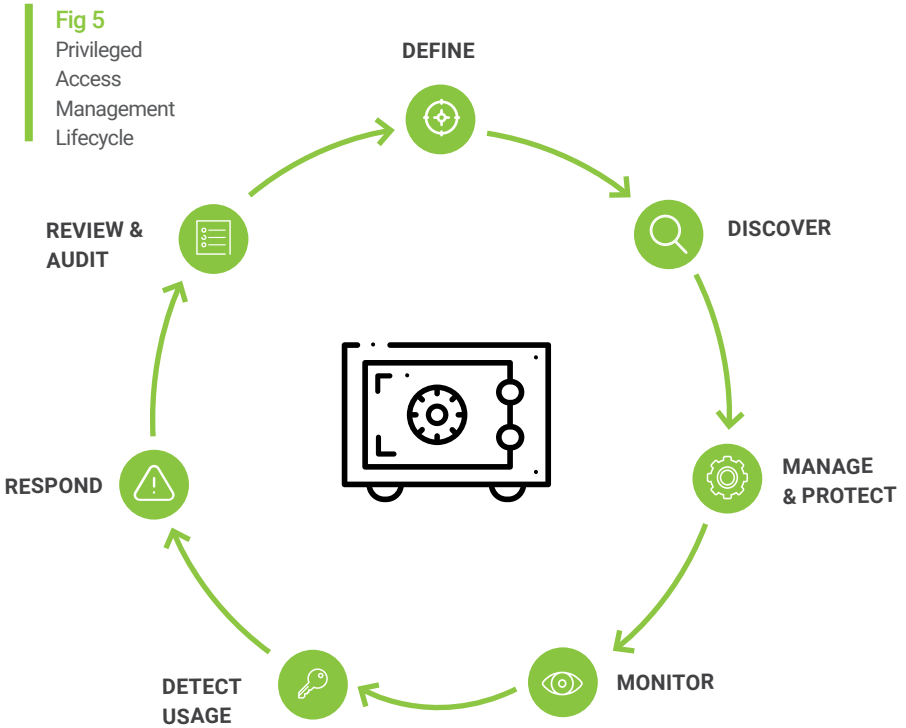 Fig 5
Privileged
Access
Management
Lifecycle
DEFINE
DISCOVER
MANAGE
& PROTECT
MONITOR
DETECT
USAGE
RESPOND
REVIEW &
AUDIT